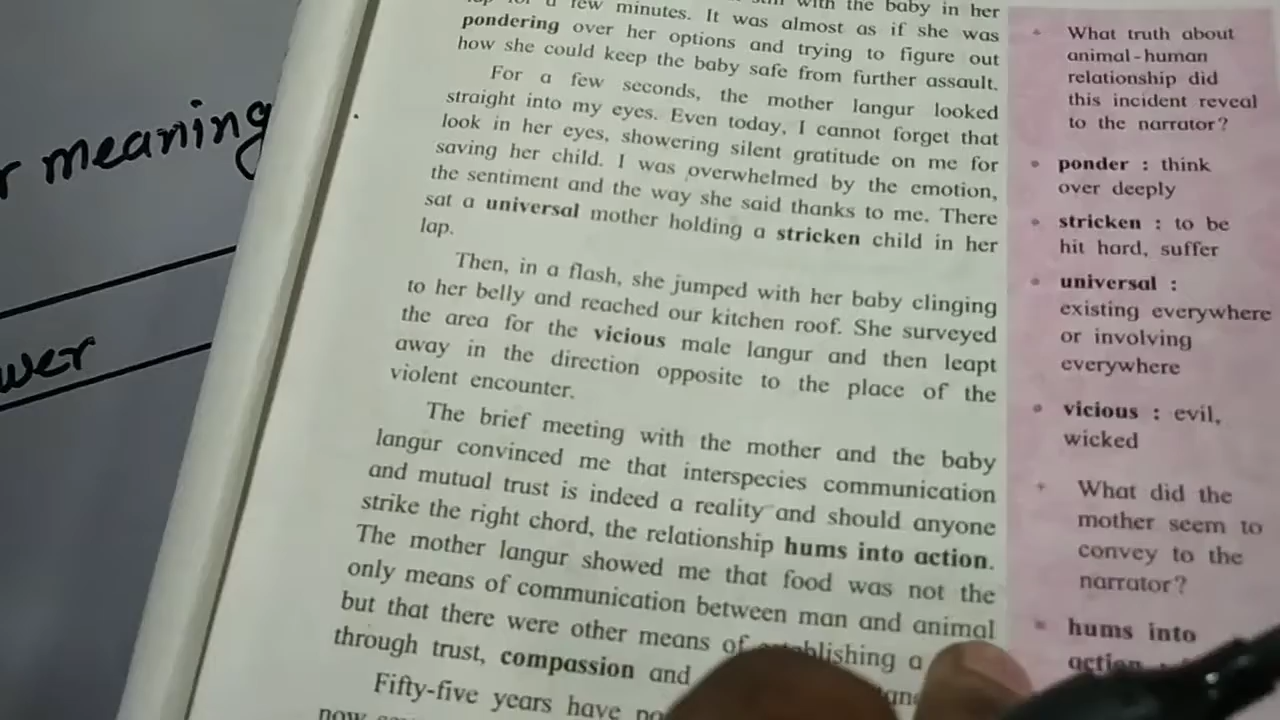 meaning
with the baby in her
few minutes. It was almost as if she was
pondering over her options and trying to figure out
how she could keep the baby safe from further assault.
For a few seconds, the mother langur looked
straight into my eyes. Even today, I cannot forget that
look in her eyes, showering silent gratitude on me for
saving her child. I was overwhelmed by the emotion,
the sentiment and the way she said thanks to me. There
sat a universal mother holding a stricken child in her
lap.
Then, in a flash, she jumped with her baby clinging
to her belly and reached our kitchen roof. She surveyed
the area for the vicious male langur and then leapt
away in the direction opposite to the place of the
violent encounter.
The brief meeting with the mother and the baby
langur convinced me that interspecies communication
and mutual trust is indeed a reality and should anyone
strike the right chord, the relationship hums into action.
The mother langur showed me that food was not the
only means of communication between man and animal
but that there were other means of establishing a
through trust, compassion and
Fifty-five years have
now
What truth about
animal-human
relationship did
this incident reveal
to the narrator?
ponder : think
over deeply
stricken : to be
hit hard, suffer
universal :
existing everywhere
or involving
everywhere
vicious : evil,
wicked
What did the
mother seem to
convey to the
narrator?
hums into
action